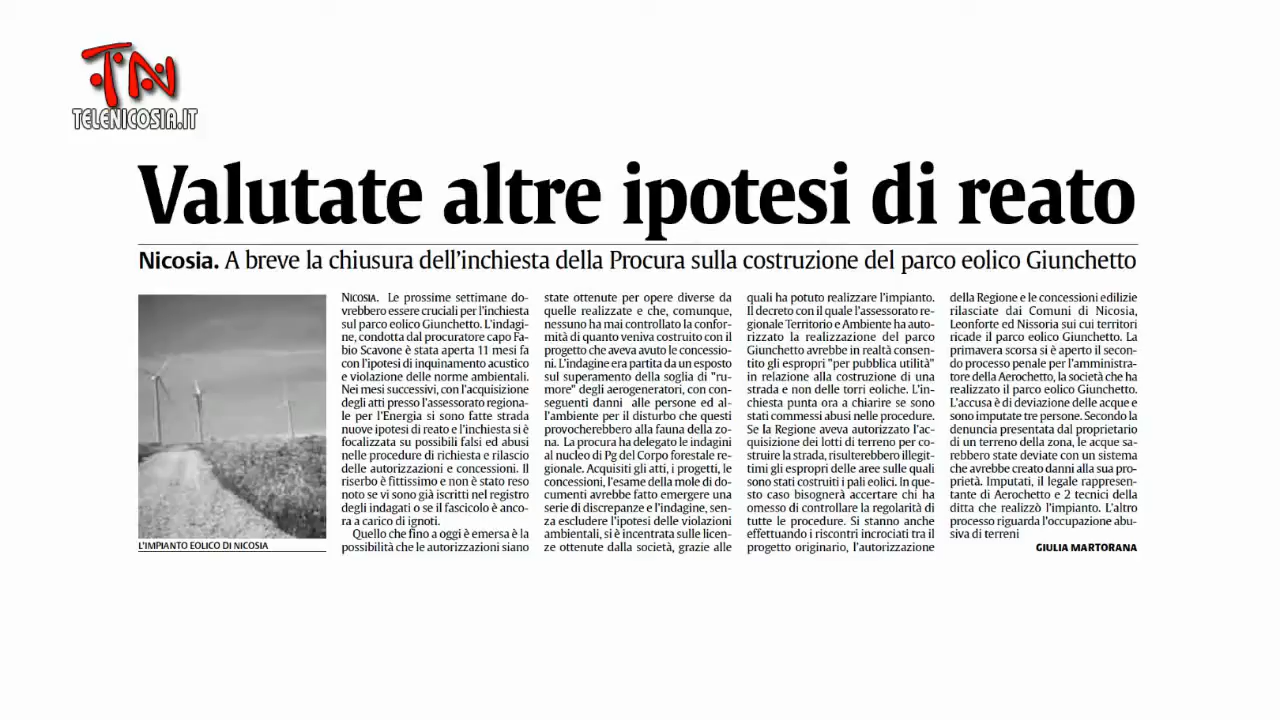 TN
TELENICOSIA.IT
Valutate altre ipotesi di reato
Nicosia. A breve la chiusura dell'inchiesta della Procura sulla costruzione del parco eolico Giunchetto
L'IMPIANTO EOLICO DI NICOSIA
NICOSIA. Le prossime settimane do-
vrebbero essere cruciali per l'inchiesta
sul parco eolico Giunchetto. L'indagi-
ne, condotta dal procuratore capo Fa-
bio Scavone è stata aperta 11 mesi fa
con l'ipotesi di inquinamento acustico
e violazione delle norme ambientali.
Nei mesi successivi, con l'acquisizione
degli atti presso l'assessorato regiona-
le per l'Energia si sono fatte strada
nuove ipotesi di reato e l'inchiesta si è
focalizzata su possibili falsi ed abusi
nelle procedure di richiesta e rilascio
delle autorizzazioni e concessioni. Il
riserbo è fittissimo e non è stato reso
noto se vi sono già iscritti nel registro
degli indagati o se il fascicolo è anco-
ra a carico di ignoti.
Quello che fino a oggi è emersa è la
possibilità che le autorizzazioni siano
state ottenute per opere diverse da
quelle realizzate e che, comunque,
nessuno ha mai controllato la confor-
mità di quanto veniva costruito con il
progetto che aveva avuto le concessio-
ni. L'indagine era partita da un esposto
sul superamento della soglia di "ru-
more" degli aerogeneratori, con con-
seguenti danni alle persone ed al-
l'ambiente per il disturbo che questi
provocherebbero alla fauna della zo-
na. La procura ha delegato le indagini
al nucleo di Pg del Corpo forestale re-
gionale. Acquisiti gli atti, i progetti, le
concessioni, l'esame della mole di do-
cumenti avrebbe fatto emergere una
serie di discrepanze e l'indagine, sen-
za escludere l'ipotesi delle violazioni
ambientali, si è incentrata sulle licen-
ze ottenute dalla società, grazie alle
quali ha potuto realizzare l'impianto.
Il decreto con il quale l'assessorato re-
gionale Territorio e Ambiente ha auto-
rizzato la realizzazione del parco
Giunchetto avrebbe in realtà consen-
tito gli espropri "per pubblica utilità"
in relazione alla costruzione di una
strada e non delle torri eoliche. L'in-
chiesta punta ora a chiarire se sono
stati commessi abusi nelle procedure.
Se la Regione aveva autorizzato l'ac-
quisizione dei lotti di terreno per co-
struire la strada, risulterebbero illegit-
timi gli espropri delle aree sulle quali
sono stati costruiti i pali eolici. In que-
sto caso bisognerà accertare chi ha
omesso di controllare la regolarità di
tutte le procedure. Si stanno anche
effettuando i riscontri incrociati tra il
progetto originario, l'autorizzazione
della Regione e le concessioni edilizie
rilasciate dai Comuni di Nicosia,
Leonforte ed Nissoria sui cui territori
ricade il parco eolico Giunchetto. La
primavera scorsa si è aperto il secon-
do processo penale per l'amministra-
tore della Aerochetto, la società che ha
realizzato il parco eolico Giunchetto.
L'accusa è di deviazione delle acque e
sono imputate tre persone. Secondo la
denuncia presentata dal proprietario
di un terreno della zona, le acque sa-
rebbero state deviate con un sistema
che avrebbe creato danni alla sua pro-
prietà. Imputati, il legale rappresen-
tante di Aerochetto e 2 tecnici della
ditta che realizzò l'impianto. L'altro
processo riguarda l'occupazione abu-
siva di terreni
GIULIA MARTORANA